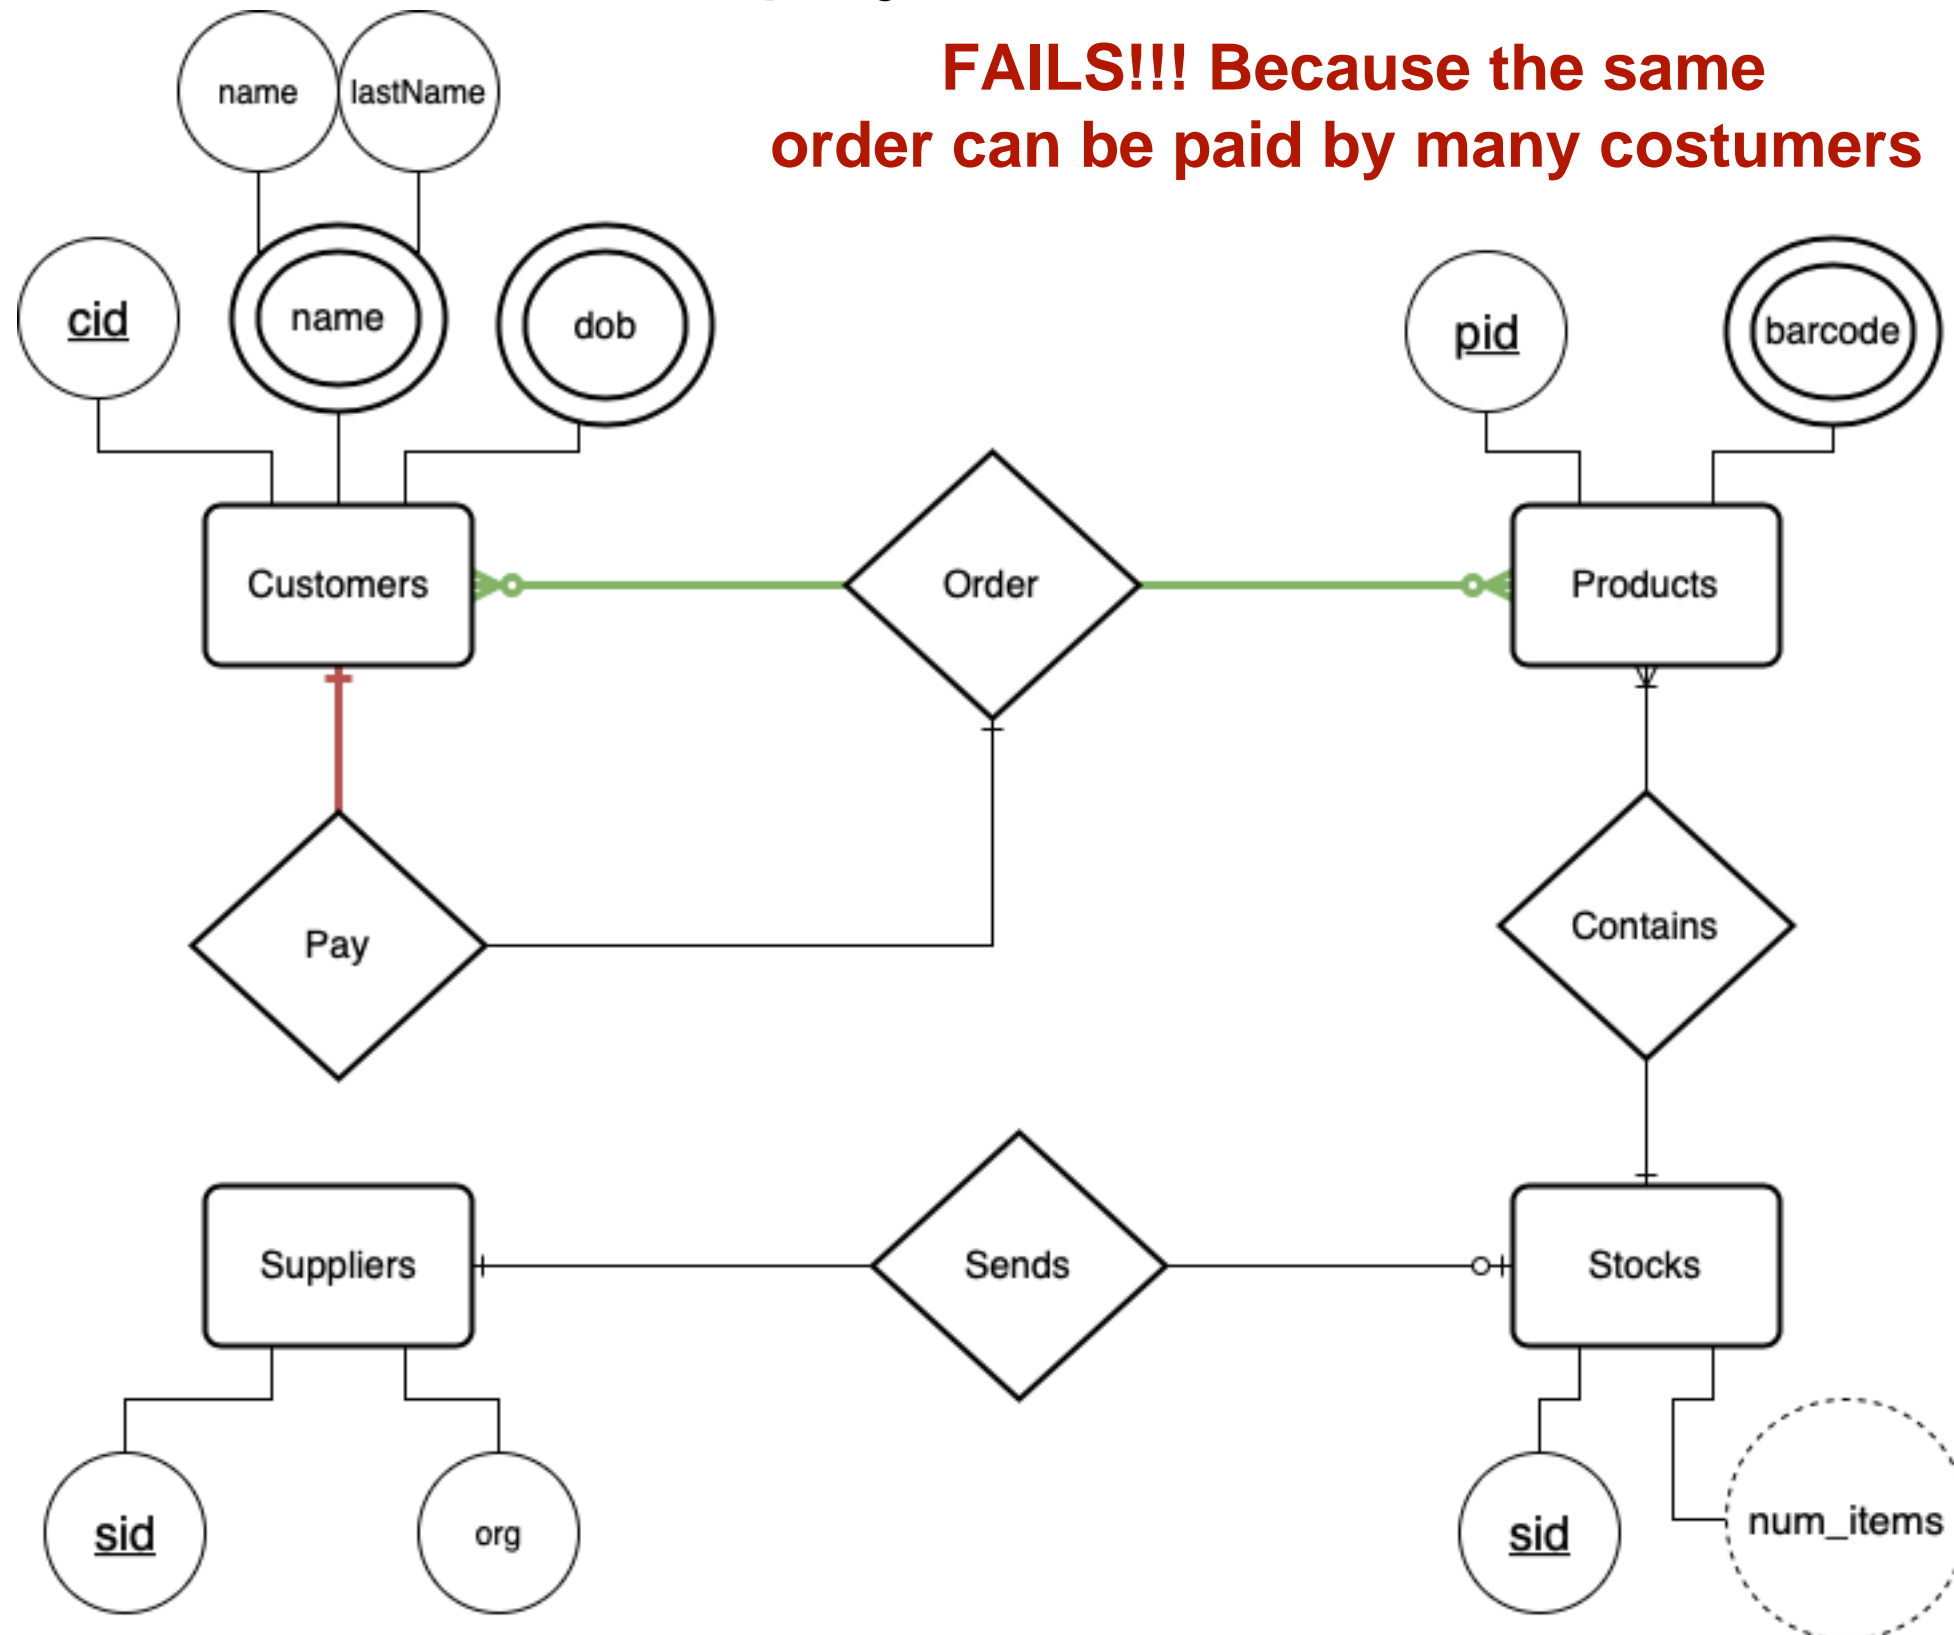 FAILS!!! Because the same
order can be paid by many costumers
name
lastName
cid
name
dob
pid
barcode
Customers
Order
Products
Pay
Contains
Suppliers
Sends
Stocks
sid
org
sid
num_items